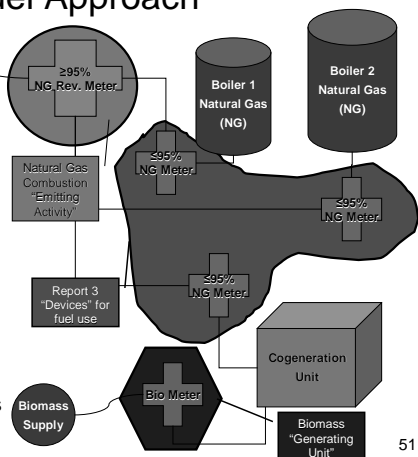 uel Approach
≥95%
NG Rev. Meter
Boiler 1
Natural Gas
(NG)
Boiler 2
Natural Gas
(NG)
≤95%
NG Meter
Natural Gas
Combustion
"Emitting
Activity"
≤95%
NG Meter
≤95%
NG Meter
Report 3
"Devices" for
fuel use
Cogeneration
Unit
s
Biomass
Supply
Bio Meter
Biomass
"Generating
Unit"
51